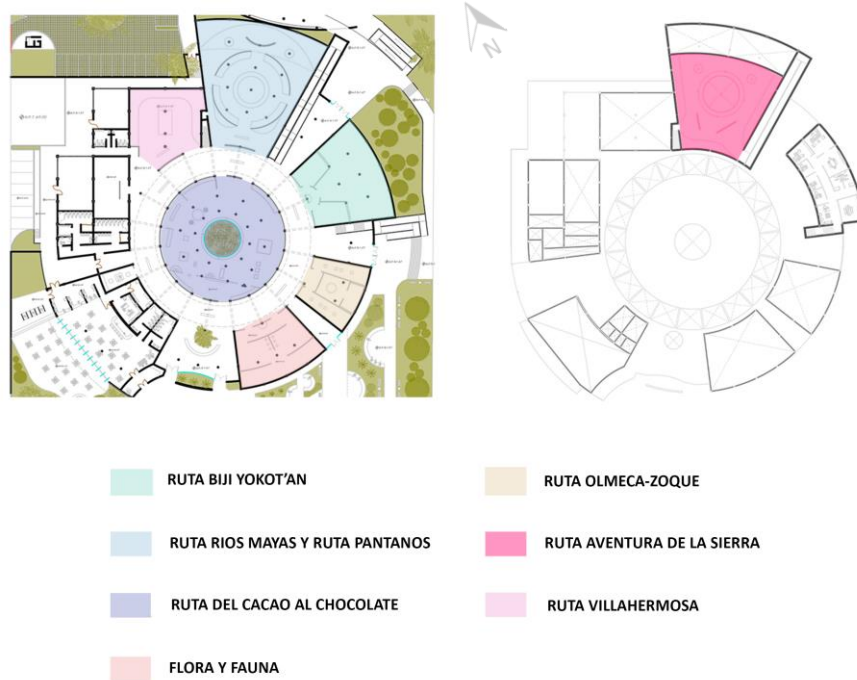 N
RUTA BIJI YOKOT'AN
RUTA OLMECA-ZOQUE
RUTA RIOS MAYAS Y RUTA PANTANOS
RUTA AVENTURA DE LA SIERRA
RUTA DEL CACAO AL CHOCOLATE
RUTA VILLAHERMOSA
FLORA Y FAUNA